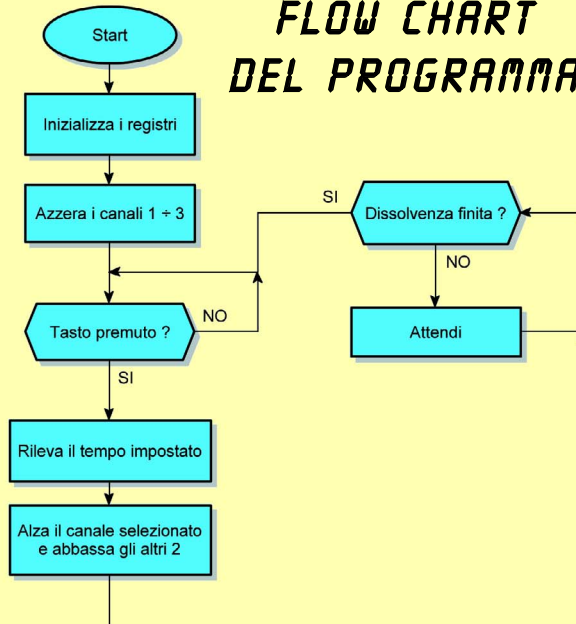 FLOW CHART
DEL PROGRAMMA
Start
Inizializza i registri
Azzera i canali 1 ÷ 3
Tasto premuto ?
NO
SI
Rileva il tempo impostato
Alza il canale selezionato
e abbassa gli altri 2
SI
Dissolvenza finita ?
NO
Attendi